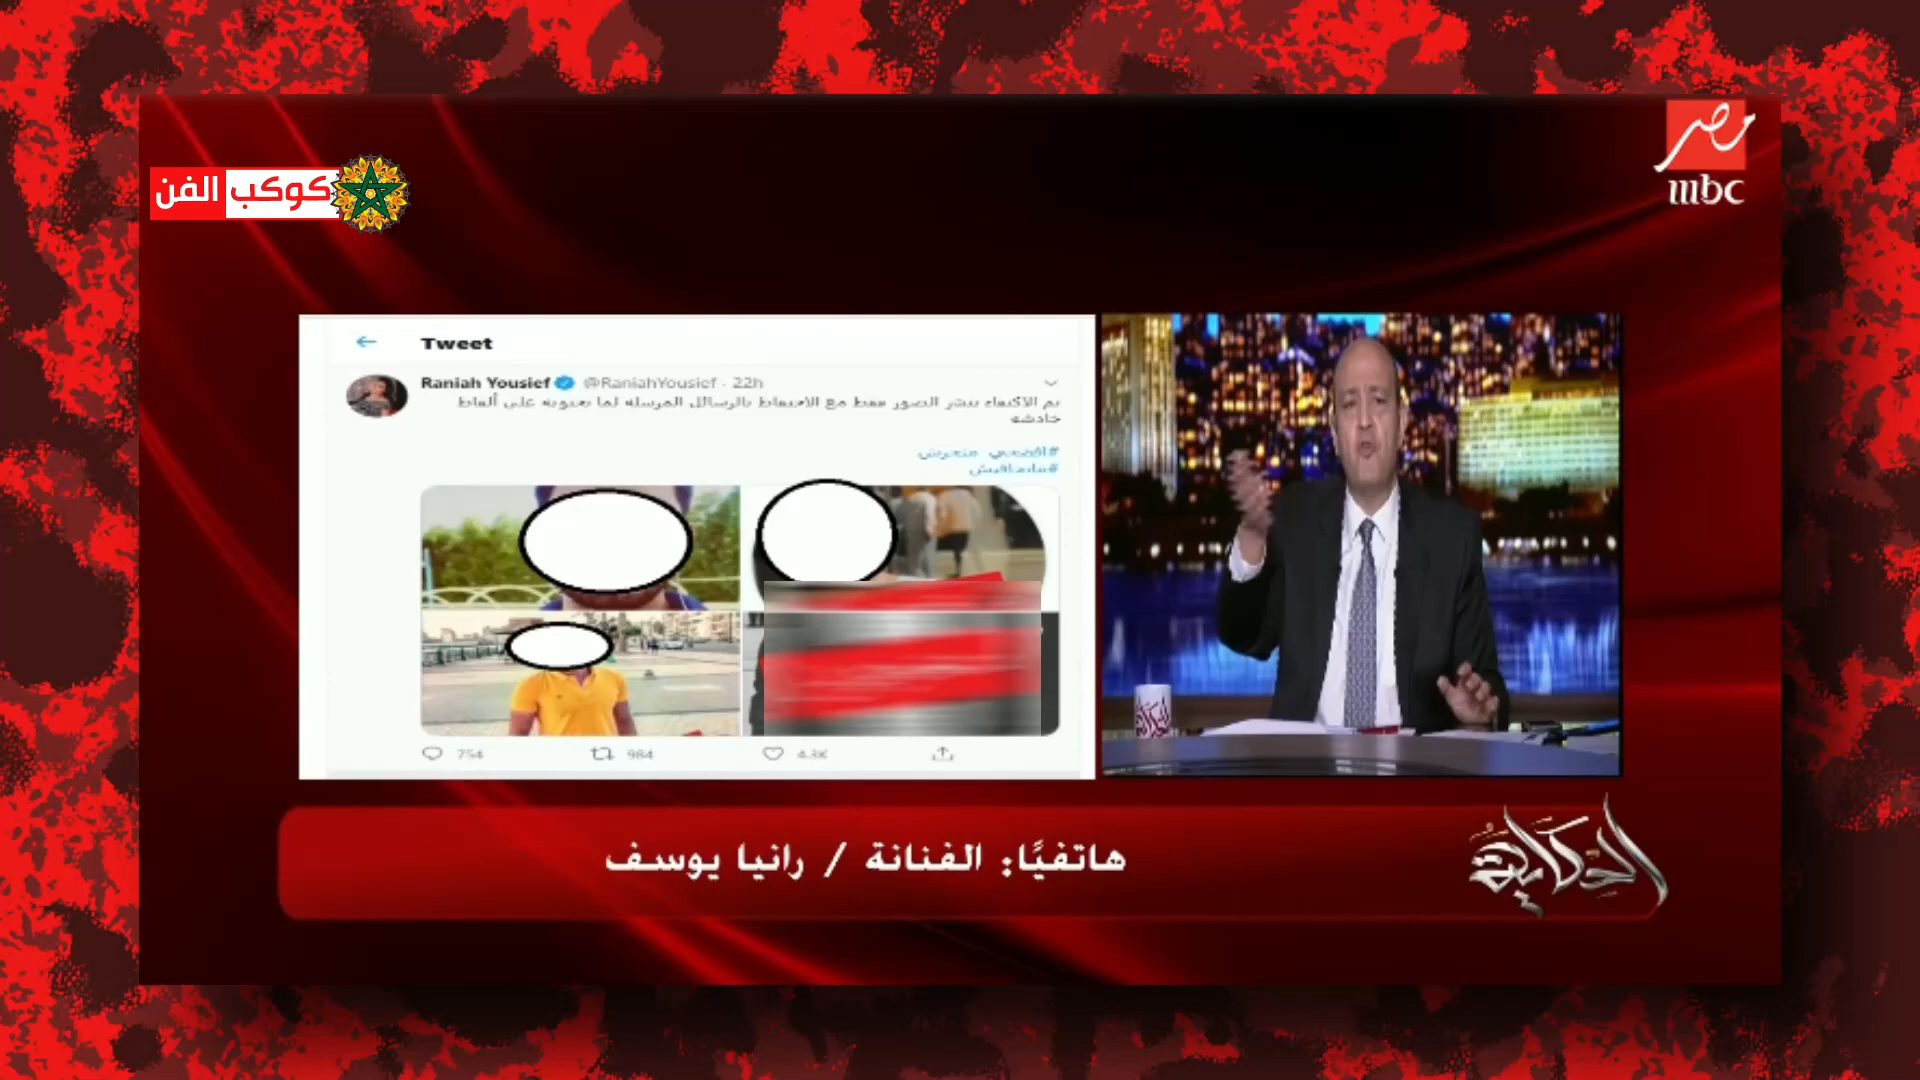 مصر
mbc
كوكب الفن
Tweet
Raniah Yousief @RaniahYousief · 22h
تم الاكتفاء بنشر الصور فقط مع الاحتفاظ بالرسائل المرسلة لما تحتويه على ألفاظ
خادشة
#افضحي_متحرش
754 984 4.3K
هاتفيًا: الفنانة / رانيا يوسف
الحكاية